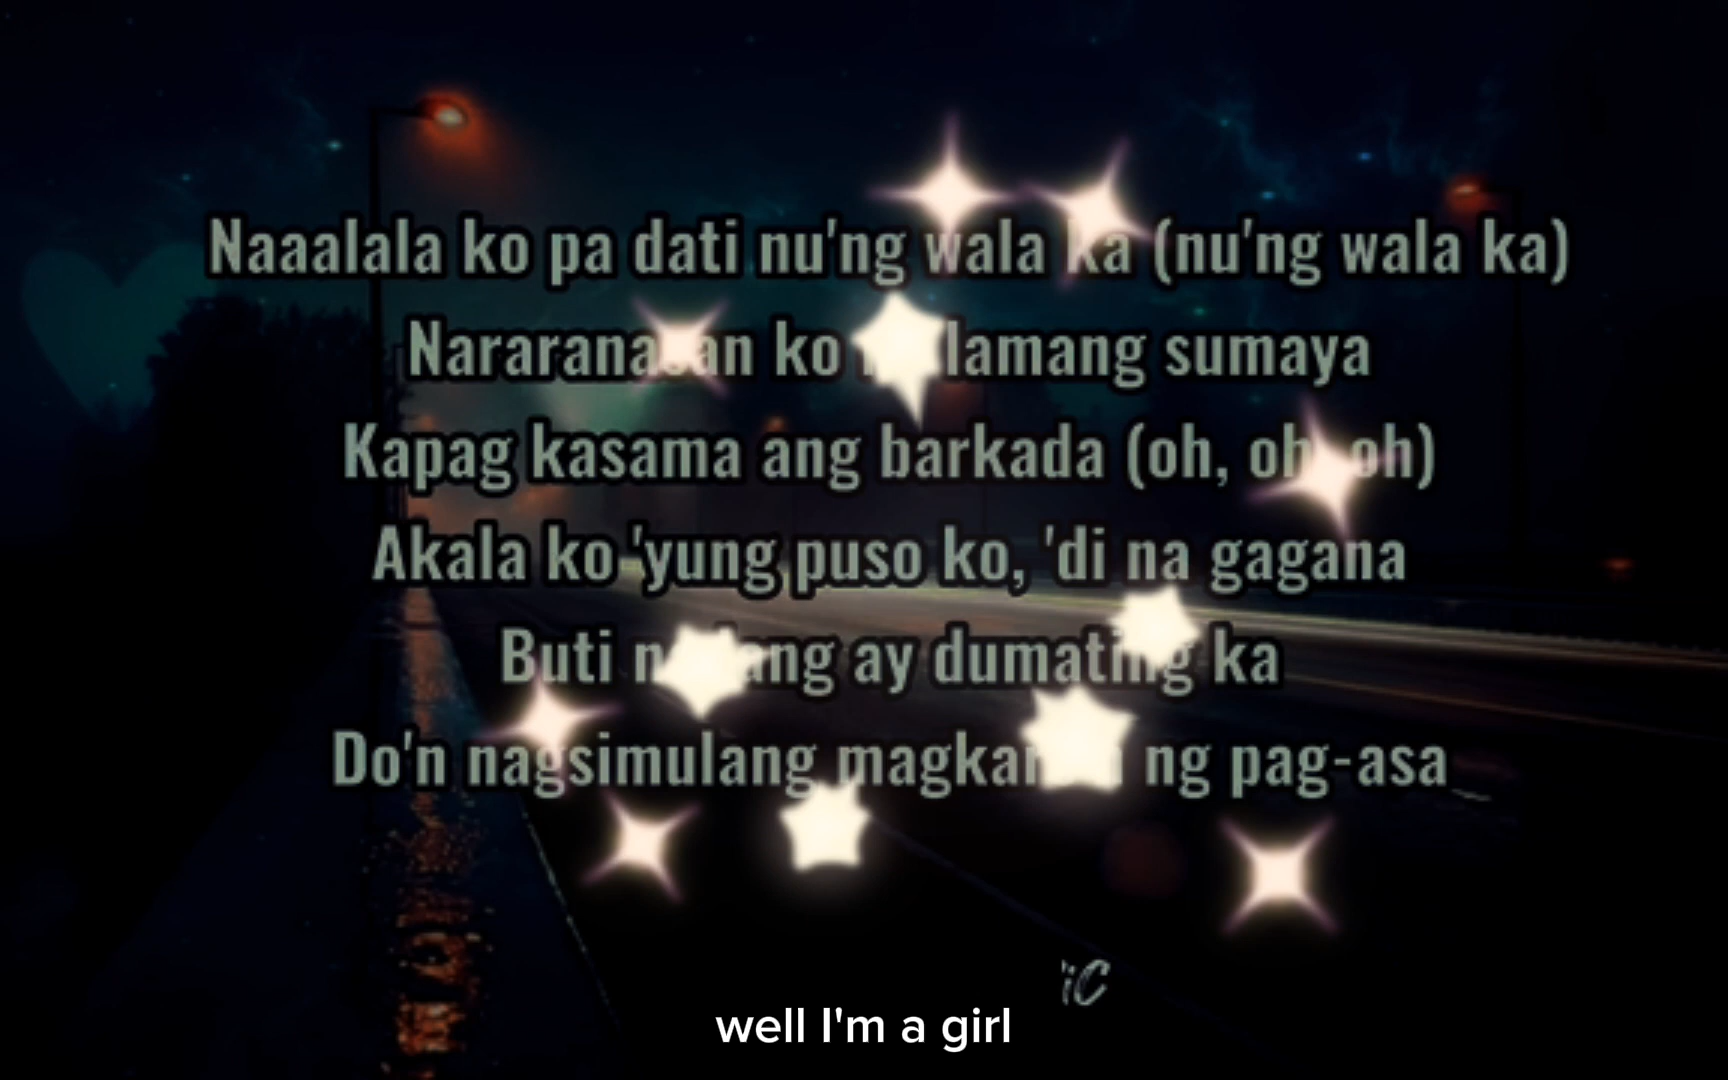 Naaalala ko pa dati nu'ng wala ka (nu'ng wala ka)
ko sumaya
Kapag kasama ang barkada (oh, oh, oh)
Akala ko 'yung puso ko, 'di na gagana
Buti ay dumating ka
Do'n nagsimulang ng pag-asa
iC
well I'm a girl